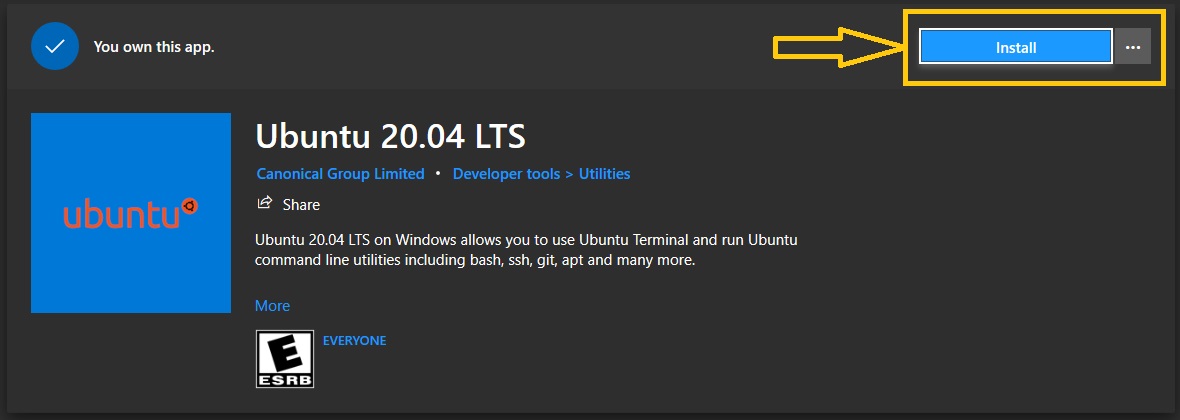 You own this app.
Install
...
Ubuntu 20.04 LTS
Canonical Group Limited • Developer tools > Utilities
Share
ubuntu
Ubuntu 20.04 LTS on Windows allows you to use Ubuntu Terminal and run Ubuntu
command line utilities including bash, ssh, git, apt and many more.
More
E
ESRB
EVERYONE